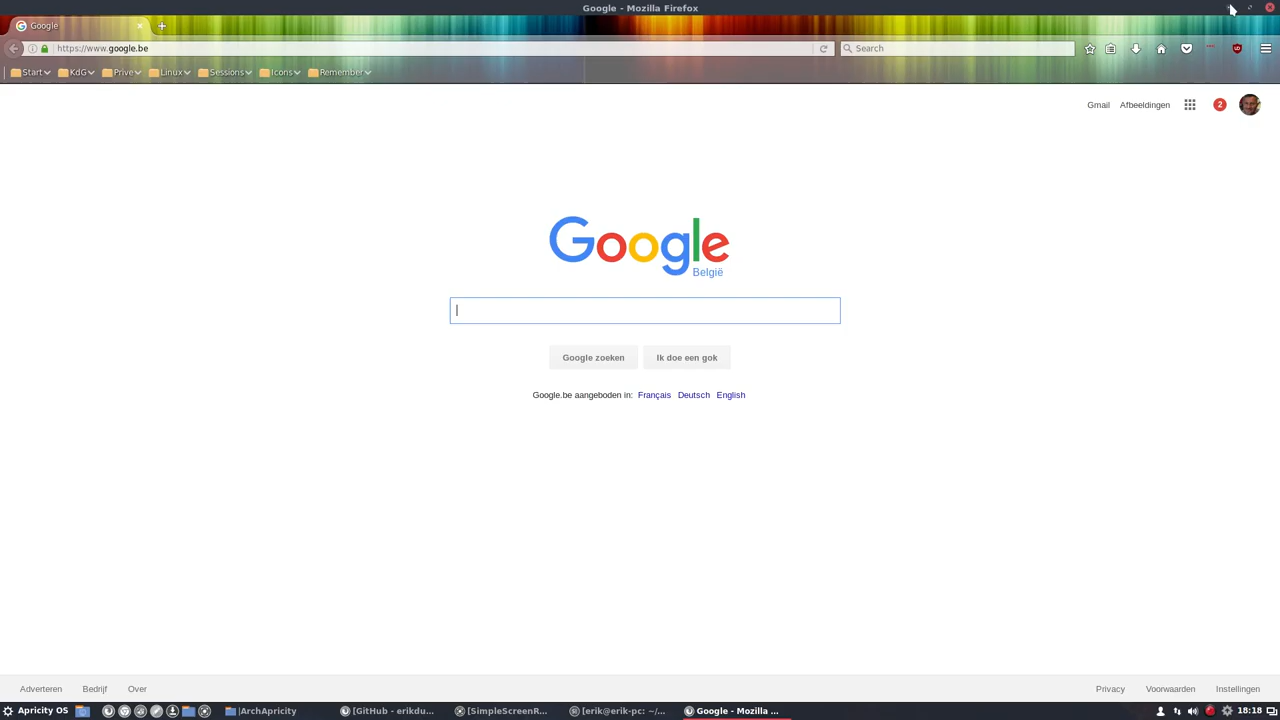 Google - Mozilla Firefox
Google
https://www.google.be
Search
Start
KdG
Prive
Linux
Sessions
Icons
Remember
Gmail
Afbeeldingen
2
Google
België
Google zoeken
Ik doe een gok
Google.be aangeboden in: Français Deutsch English
Adverteren
Bedrijf
Over
Privacy
Voorwaarden
Instellingen
Apricity OS
|ArchApricity
[GitHub - erikdu...
[SimpleScreenR...
[erik@erik-pc: ~/...
Google - Mozilla ...
18:18